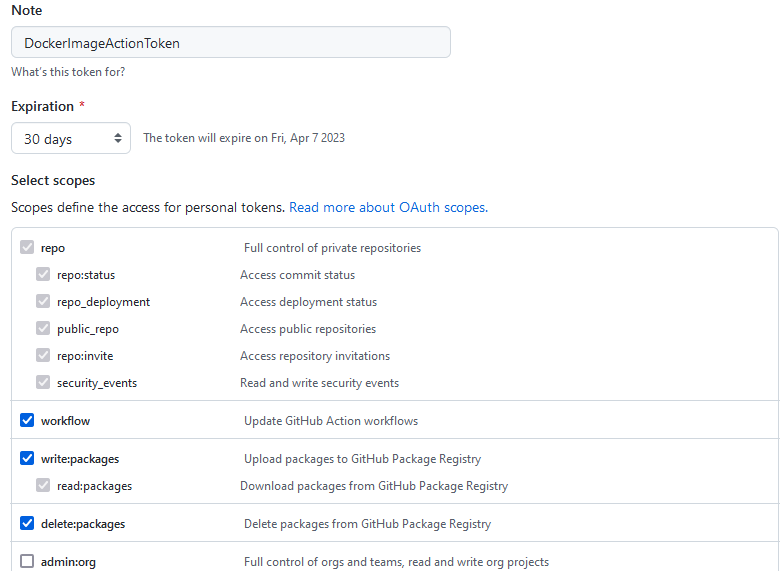 Note
DockerImageActionToken
What's this token for?
Expiration *
30 days The token will expire on Fri, Apr 7 2023
Select scopes
Scopes define the access for personal tokens. Read more about OAuth scopes.
repo Full control of private repositories
repo:status Access commit status
repo_deployment Access deployment status
public_repo Access public repositories
repo:invite Access repository invitations
security_events Read and write security events
workflow Update GitHub Action workflows
write:packages Upload packages to GitHub Package Registry
read:packages Download packages from GitHub Package Registry
delete:packages Delete packages from GitHub Package Registry
admin:org Full control of orgs and teams, read and write org projects